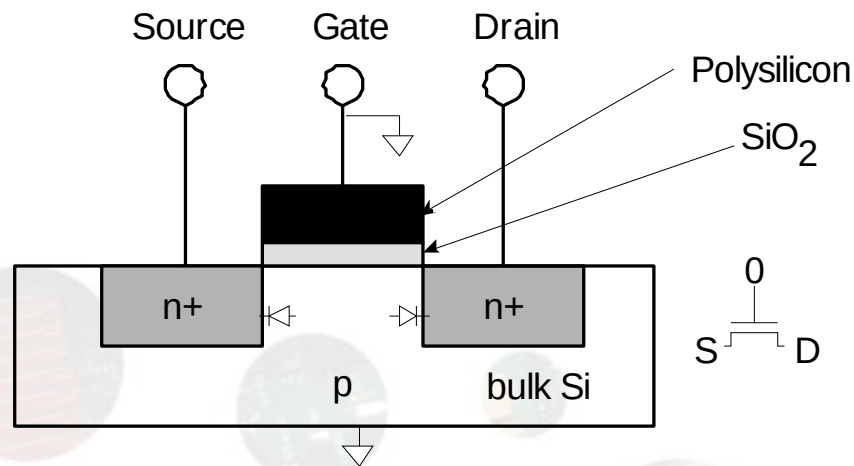 Source Gate Drain
Polysilicon
SiO2
n+ n+
0
S D
p bulk Si